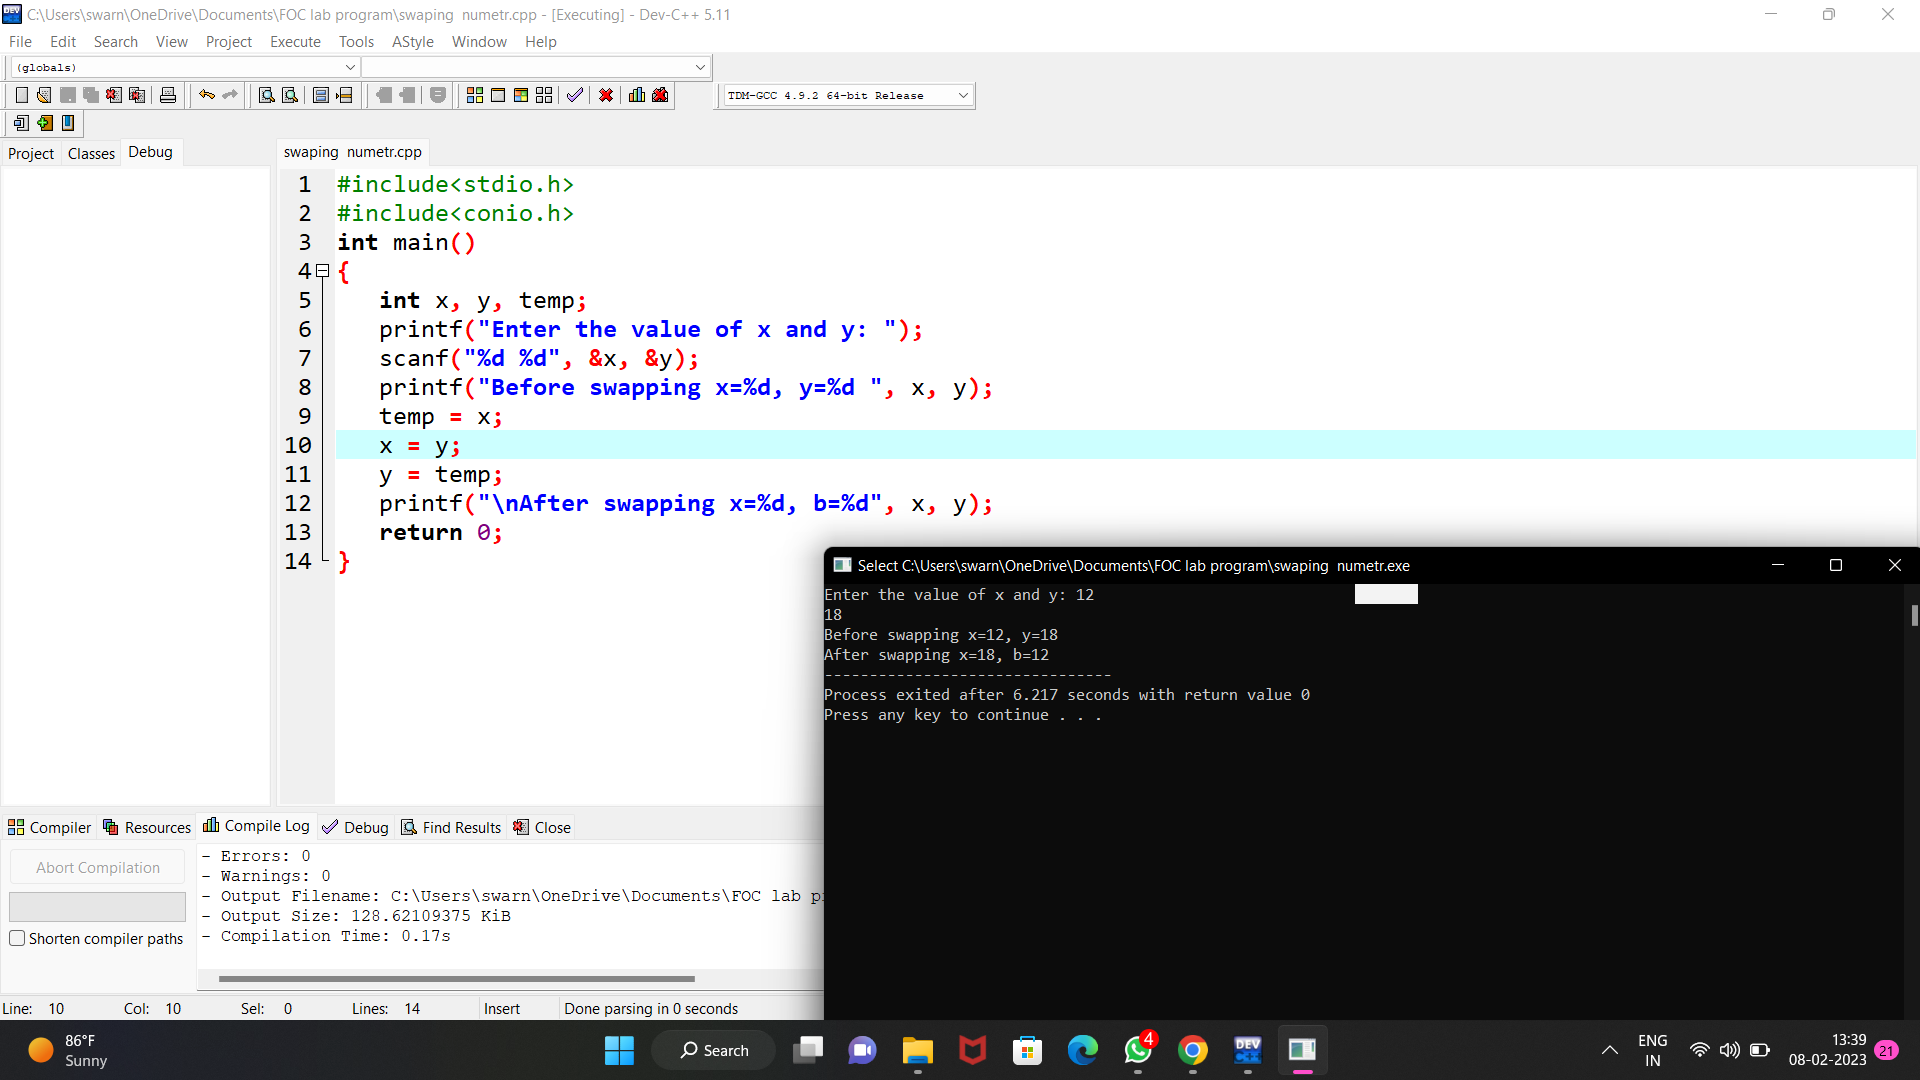 C:\Users\swarn\OneDrive\Documents\FOC lab program\swaping  numetr.cpp - [Executing] - Dev-C++ 5.11
File Edit Search View Project Execute Tools AStyle Window Help
(globals)
TDM-GCC 4.9.2 64-bit Release
Project Classes Debug
swaping  numetr.cpp
1 #include<stdio.h>
2 #include<conio.h>
3 int main()
4 {
5    int x, y, temp;
6    printf("Enter the value of x and y: ");
7    scanf("%d %d", &x, &y);
8    printf("Before swapping x=%d, y=%d ", x, y);
9    temp = x;
10    x = y;
11    y = temp;
12    printf("\nAfter swapping x=%d, b=%d", x, y);
13    return 0;
14 }
Select C:\Users\swarn\OneDrive\Documents\FOC lab program\swaping  numetr.exe
Enter the value of x and y: 12
18
Before swapping x=12, y=18
After swapping x=18, b=12
--------------------------------
Process exited after 6.217 seconds with return value 0
Press any key to continue . . .
Compiler Resources Compile Log Debug Find Results Close
Abort Compilation
Shorten compiler paths
- Errors: 0
- Warnings: 0
- Output Filename: C:\Users\swarn\OneDrive\Documents\FOC lab
- Output Size: 128.62109375 KiB
- Compilation Time: 0.17s
Line: 10 Col: 10 Sel: 0 Lines: 14 Insert Done parsing in 0 seconds
86°F
Sunny
Search
DEV
C++
4
ENG
IN
13:39
08-02-2023
21